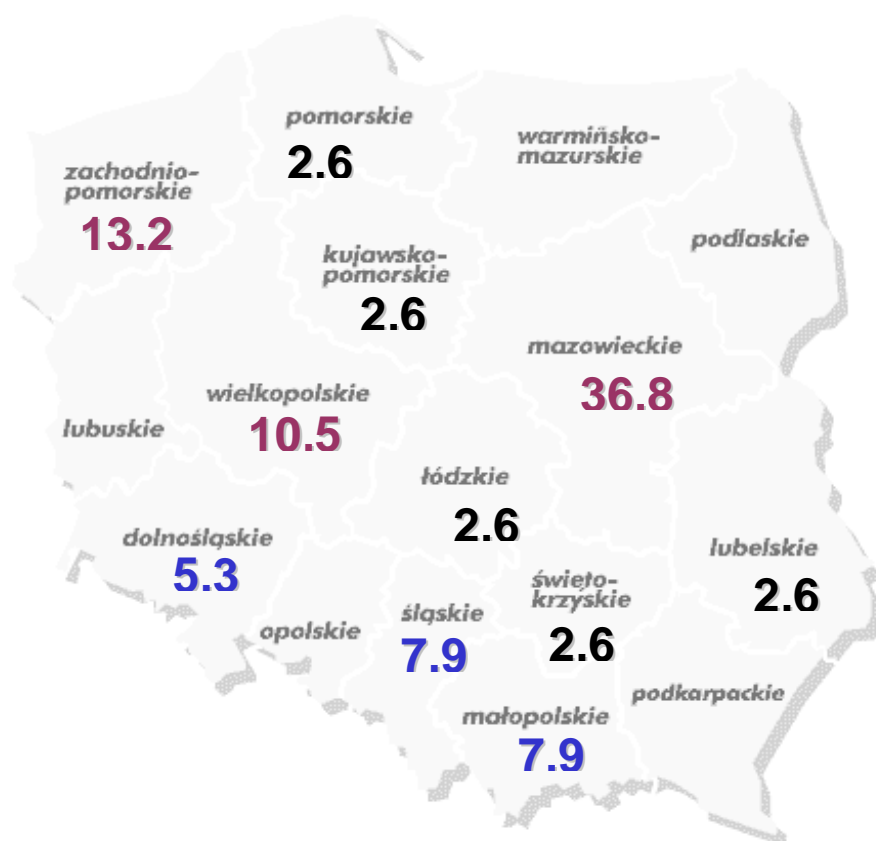 pomorskie
2.6
warmińsko-
mazurskie
zachodnio-
pomorskie
13.2
podlaskie
kujawsko-
pomorskie
2.6
mazowieckie
36.8
wielkopolskie
10.5
lubuskie
łódzkie
2.6
dolnośląskie
5.3
lubelskie
2.6
święto-
krzyskie
2.6
śląskie
7.9
opolskie
podkarpackie
małopolskie
7.9